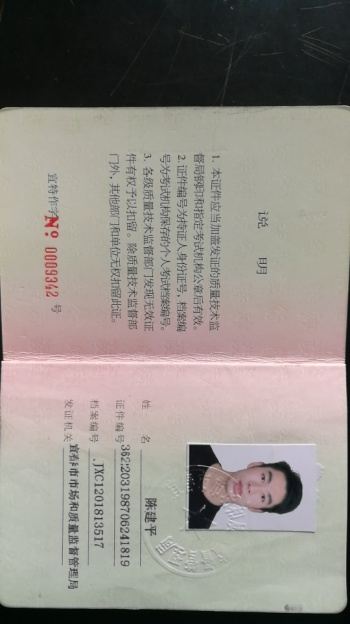 说 明
1. 本证件应当加盖发证的质量技术监
督局钢印和指定考试机构公章后有效。
2. 证件编号为持证人身份证号,档案编
号为考试机构保存的个人考试档案编号。
3. 各级质量技术监督部门发现无效证
件有权予以扣留。除质量技术监督部
门外,其他部门和单位无权扣留此证。
宜特作字Nº 0009342 号
姓 名 陈建平
证件编号 362203198706241819
档案编号 .JXC1201813517
发证机关 宜春市市场和质量监督管理局